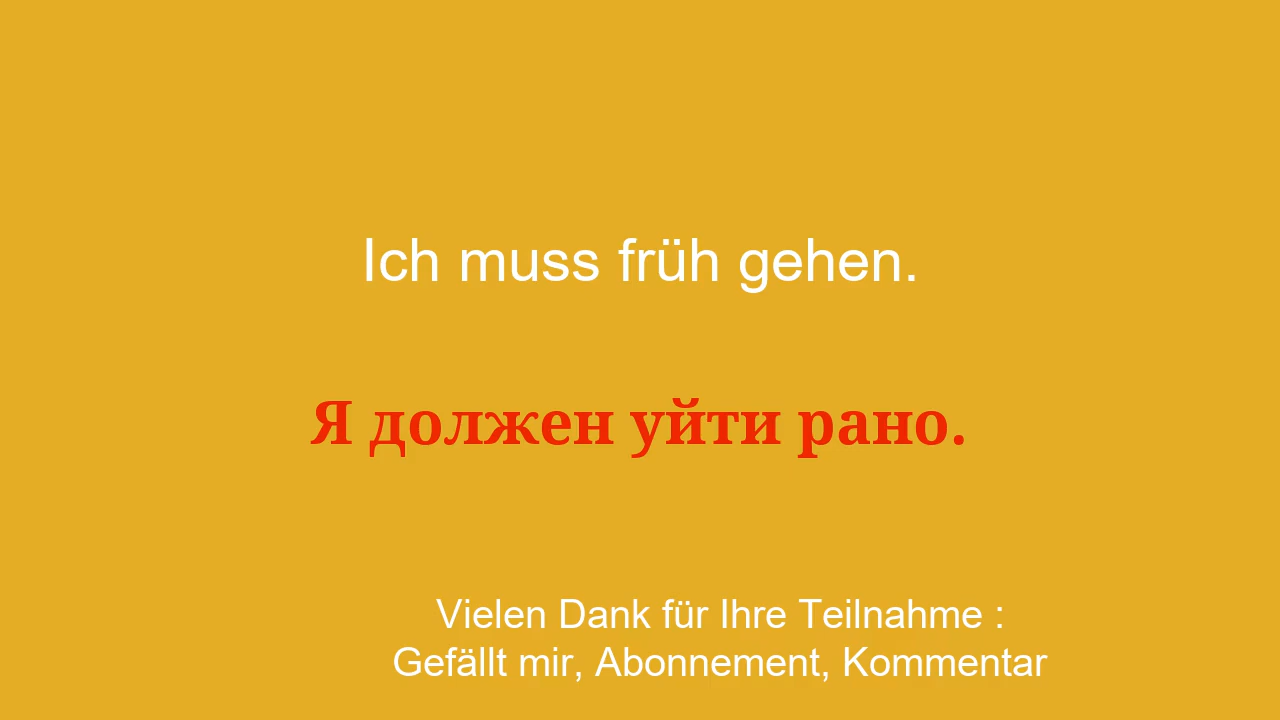 Ich muss früh gehen.
Я должен уйти рано.
Vielen Dank für Ihre Teilnahme :
Gefällt mir, Abonnement, Kommentar